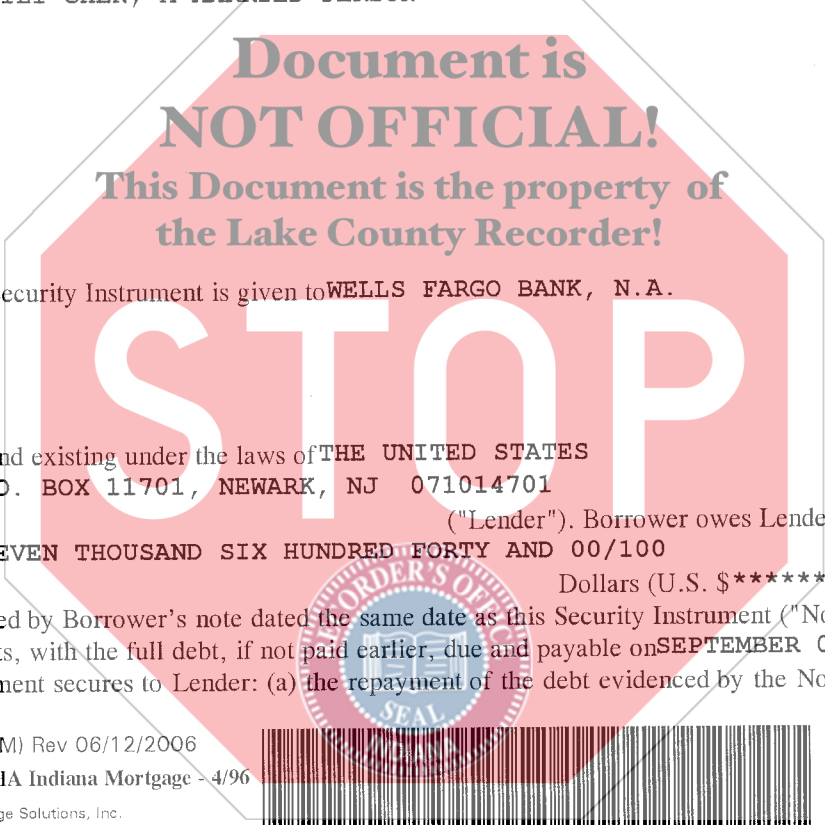 Document is
NOT OFFICIAL!
This Document is the property of
the Lake County Recorder!
ecurity Instrument is given to WELLS FARGO BANK, N.A.
STOP
nd existing under the laws of THE UNITED STATES
O. BOX 11701, NEWARK, NJ 071014701
("Lender"). Borrower owes Lende
EVEN THOUSAND SIX HUNDRED FORTY AND 00/100
Dollars (U.S. $******
ed by Borrower's note dated the same date as this Security Instrument ("No
s, with the full debt, if not paid earlier, due and payable on SEPTEMBER 0
ment secures to Lender: (a) the repayment of the debt evidenced by the No
RECORDER'S OFFICE
SEAL
INDIANA
M) Rev 06/12/2006
HA Indiana Mortgage - 4/96
ge Solutions, Inc.